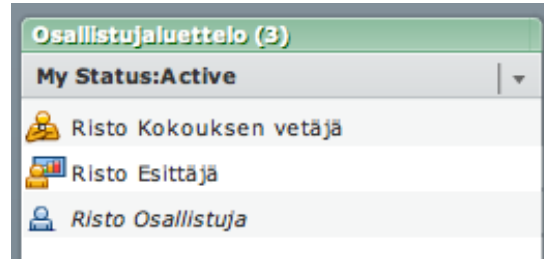 Osallistujaluettelo (3)
My Status:Active
Risto Kokouksen vetäjä
Risto Esittäjä
Risto Osallistuja